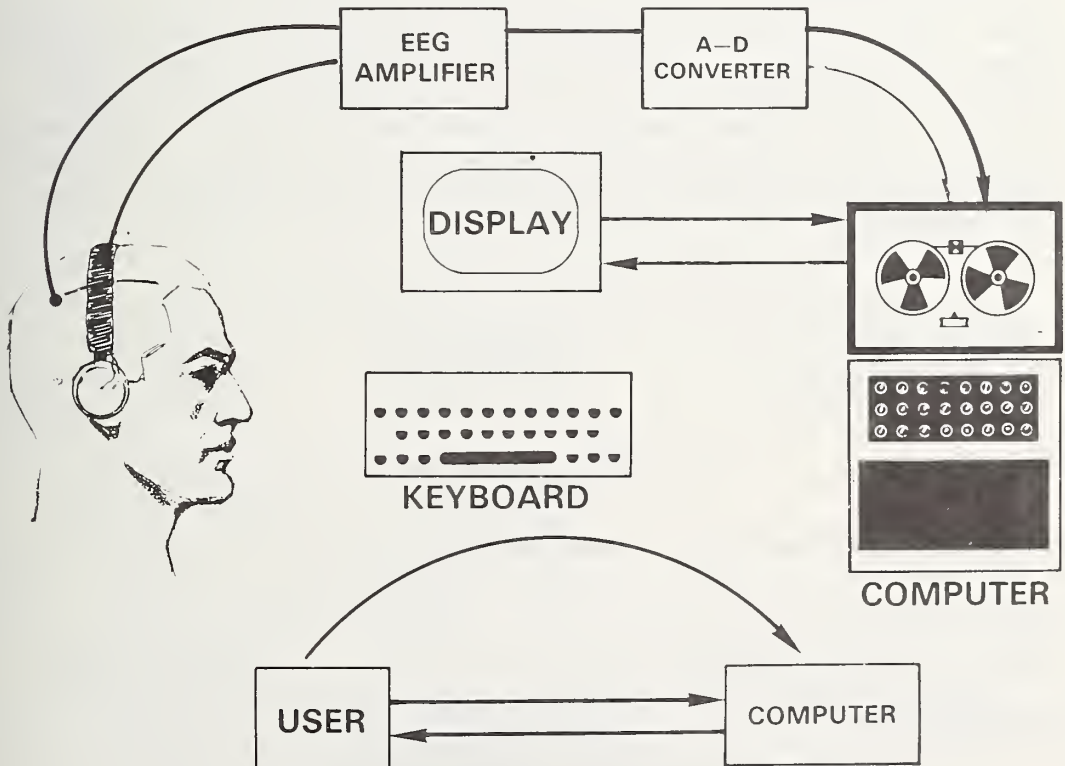 EEG
AMPLIFIER
A–D
CONVERTER
DISPLAY
KEYBOARD
COMPUTER
USER
COMPUTER